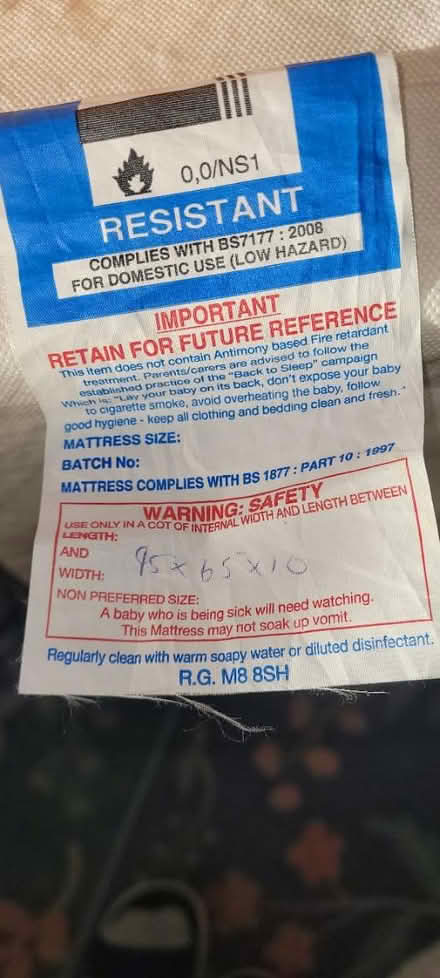 0,0/NS1
RESISTANT
COMPLIES WITH BS7177 : 2008
FOR DOMESTIC USE (LOW HAZARD)
IMPORTANT
RETAIN FOR FUTURE REFERENCE
This item does not contain Antimony based Fire retardant
treatment. Parents/carers are advised to follow the
established practice of the "Back to Sleep" campaign
Which is: "Lay your baby on its back, don't expose your baby
to cigarette smoke, avoid overheating the baby, follow
good hygiene - keep all clothing and bedding clean and fresh."
MATTRESS SIZE:
BATCH No:
MATTRESS COMPLIES WITH BS 1877 : PART 10 : 1997
WARNING: SAFETY
USE ONLY IN A COT OF INTERNAL WIDTH AND LENGTH BETWEEN
LENGTH:
AND
WIDTH: 95 x 65 x 10
NON PREFERRED SIZE:
A baby who is being sick will need watching.
This Mattress may not soak up vomit.
Regularly clean with warm soapy water or diluted disinfectant.
R.G. M8 8SH